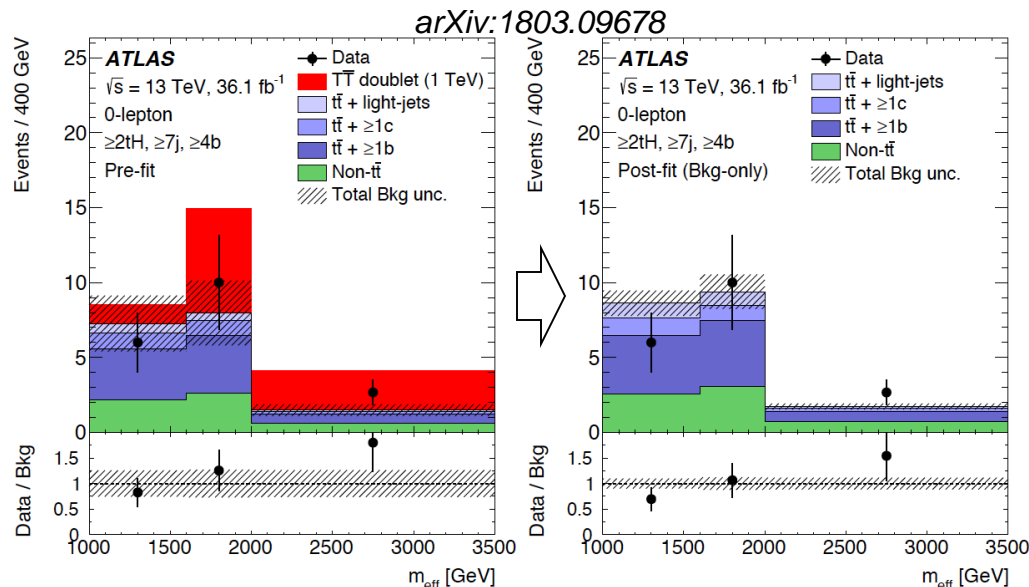 arXiv:1803.09678
Events / 400 GeV
25
20
15
10
5
0
ATLAS
√s = 13 TeV, 36.1 fb⁻¹
0-lepton
≥2tH, ≥7j, ≥4b
Pre-fit
Data
TT̅ doublet (1 TeV)
tt̅ + light-jets
tt̅ + ≥1c
tt̅ + ≥1b
Non-tt̅
Total Bkg unc.
Data / Bkg
1.5
1
0.5
0
1000 1500 2000 2500 3000 3500
m_eff [GeV]
Events / 400 GeV
25
20
15
10
5
0
ATLAS
√s = 13 TeV, 36.1 fb⁻¹
0-lepton
≥2tH, ≥7j, ≥4b
Post-fit (Bkg-only)
Data
tt̅ + light-jets
tt̅ + ≥1c
tt̅ + ≥1b
Non-tt̅
Total Bkg unc.
Data / Bkg
1.5
1
0.5
0
1000 1500 2000 2500 3000 3500
m_eff [GeV]